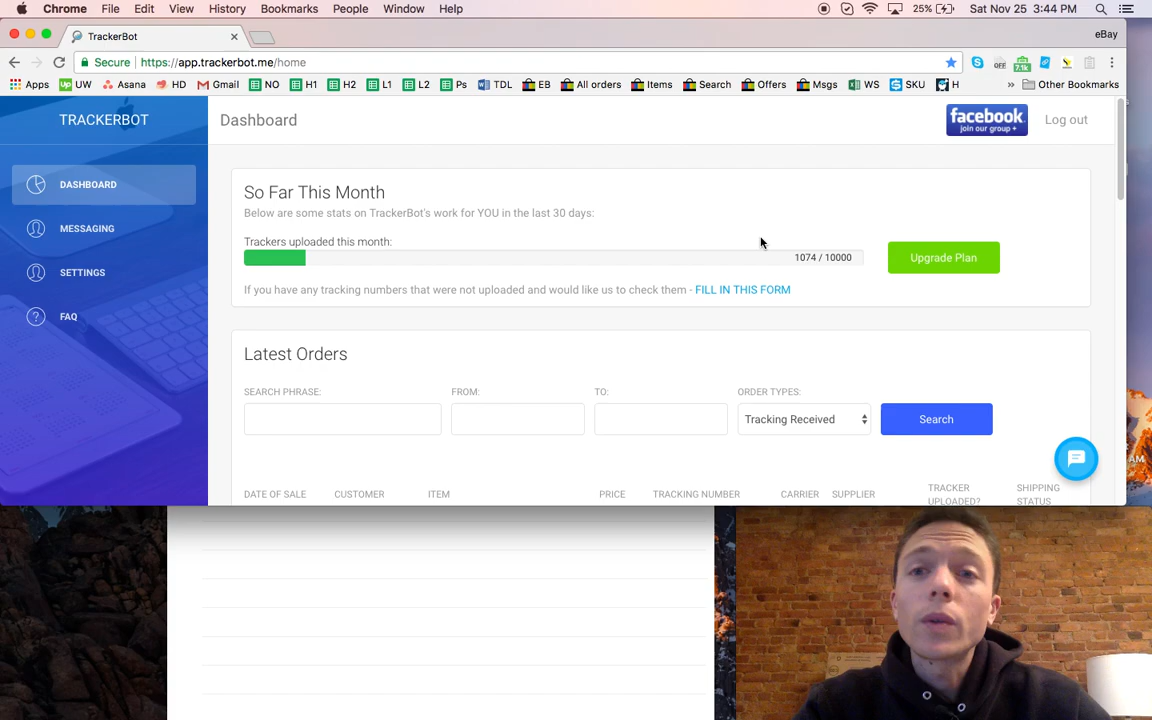 Chrome File Edit View History Bookmarks People Window Help 25% Sat Nov 25 3:44 PM
TrackerBot eBay
Secure https://app.trackerbot.me/home OFF 7.1k
Apps UW Asana HD Gmail NO H1 H2 L1 L2 Ps TDL EB All orders Items Search Offers Msgs WS SKU H » Other Bookmarks
TRACKERBOT Dashboard facebook Log out
join our group +
DASHBOARD
MESSAGING
SETTINGS
FAQ
So Far This Month
Below are some stats on TrackerBot's work for YOU in the last 30 days:
Trackers uploaded this month:
1074 / 10000 Upgrade Plan
If you have any tracking numbers that were not uploaded and would like us to check them - FILL IN THIS FORM
Latest Orders
SEARCH PHRASE: FROM: TO: ORDER TYPES:
Tracking Received Search
DATE OF SALE CUSTOMER ITEM PRICE TRACKING NUMBER CARRIER SUPPLIER TRACKER UPLOADED? SHIPPING STATUS
AM